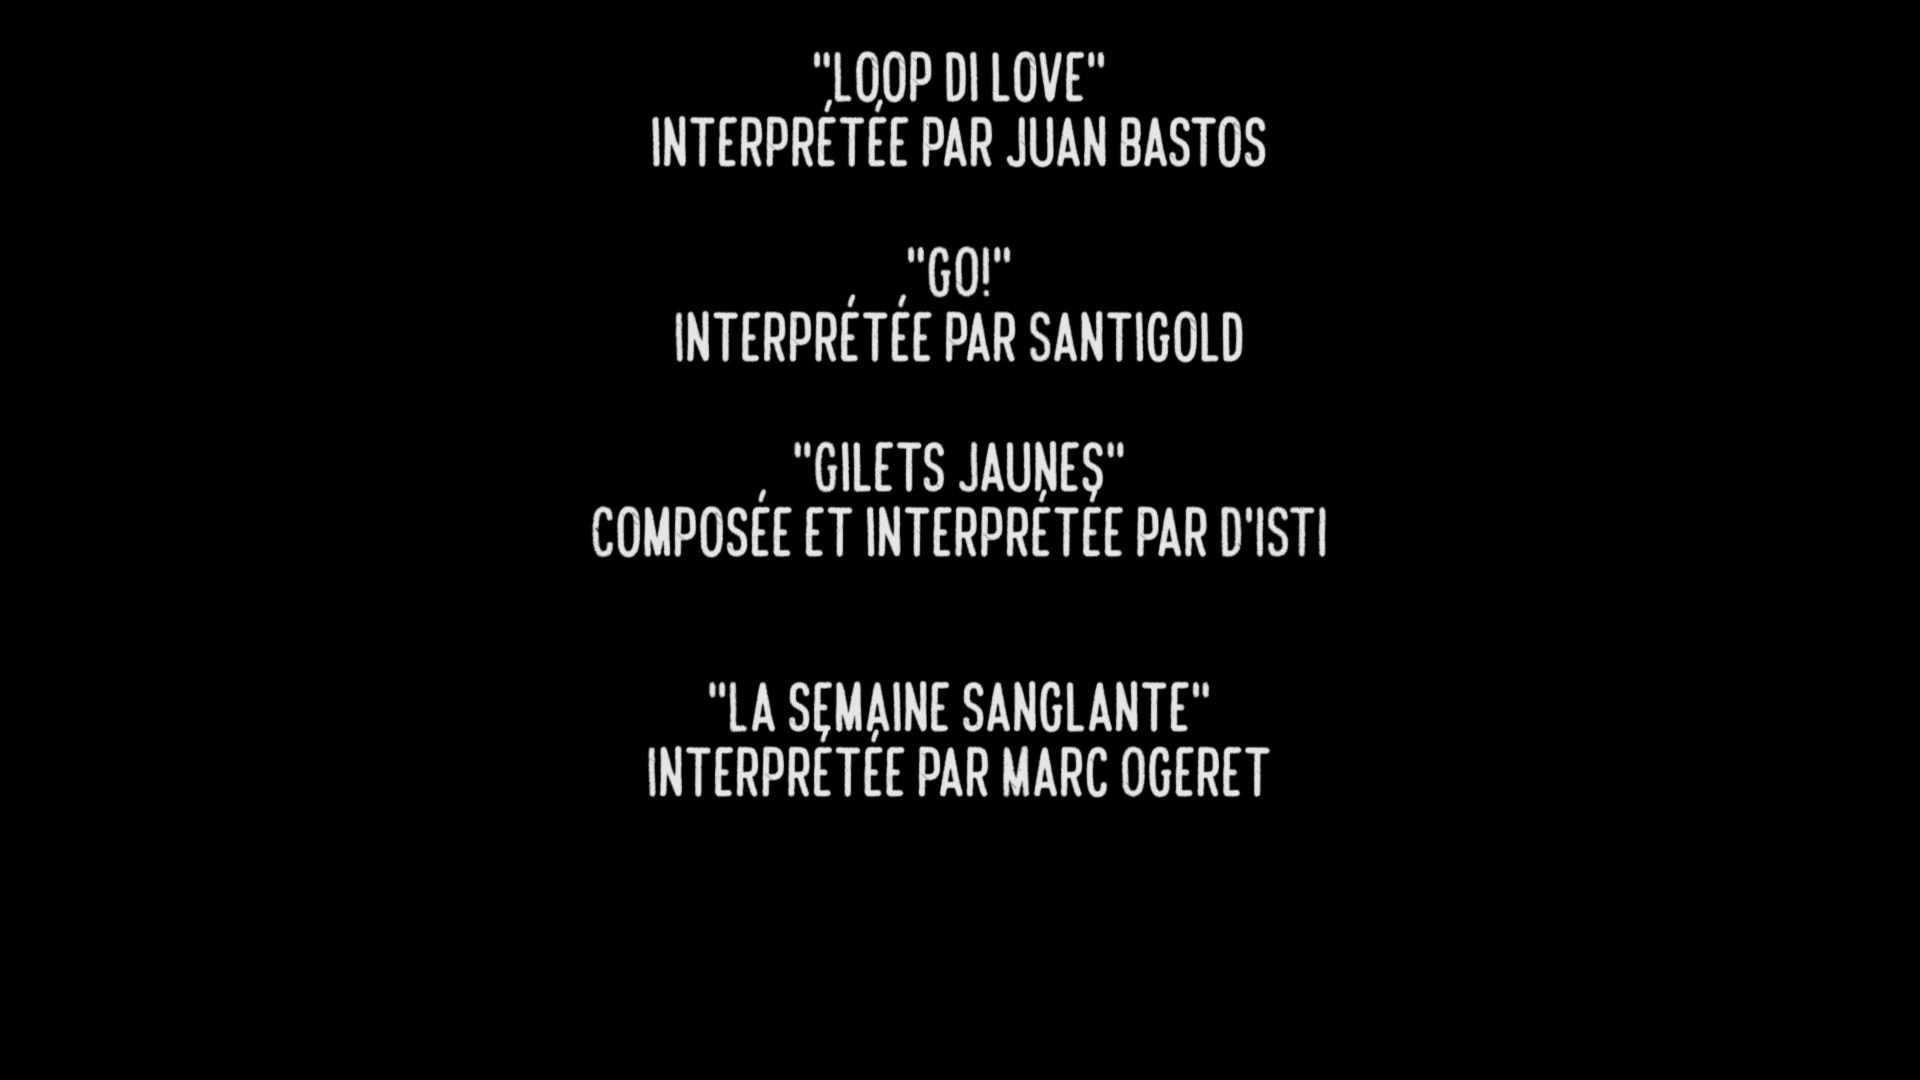 "LOOP DI LOVE"
INTERPRÉTÉE PAR JUAN BASTOS
"GO!"
INTERPRÉTÉE PAR SANTIGOLD
"GILETS JAUNES"
COMPOSÉE ET INTERPRÉTÉE PAR D'ISTI
"LA SEMAINE SANGLANTE"
INTERPRÉTÉE PAR MARC OGERET